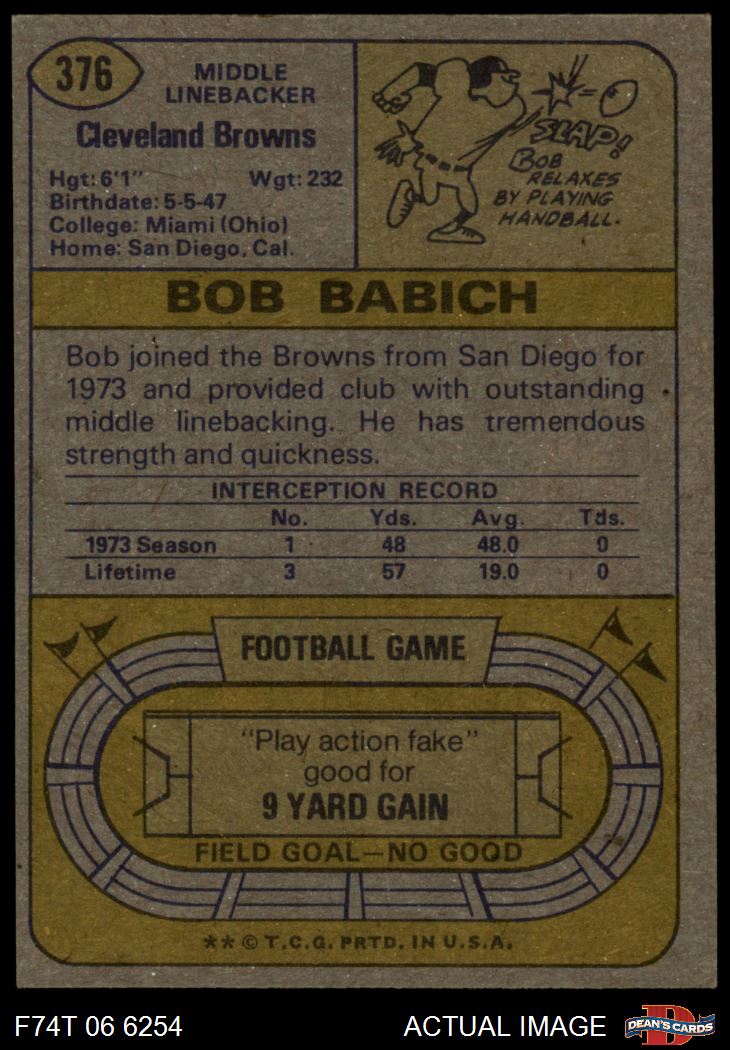 376
MIDDLE
LINEBACKER
Cleveland Browns
Hgt: 6'1" Wgt: 232
Birthdate: 5-5-47
College: Miami (Ohio)
Home: San Diego, Cal.
SLAP!
BOB
RELAXES
BY PLAYING
HANDBALL.
BOB BABICH
Bob joined the Browns from San Diego for
1973 and provided club with outstanding
middle linebacking. He has tremendous
strength and quickness.
INTERCEPTION RECORD
No. Yds. Avg. Tds.
1973 Season 1 48 48.0 0
Lifetime 3 57 19.0 0
FOOTBALL GAME
"Play action fake"
good for
9 YARD GAIN
FIELD GOAL—NO GOOD
** © T.C.G. PRTD. IN U.S.A.
F74T 06 6254 ACTUAL IMAGE
D
DEAN'S CARDS